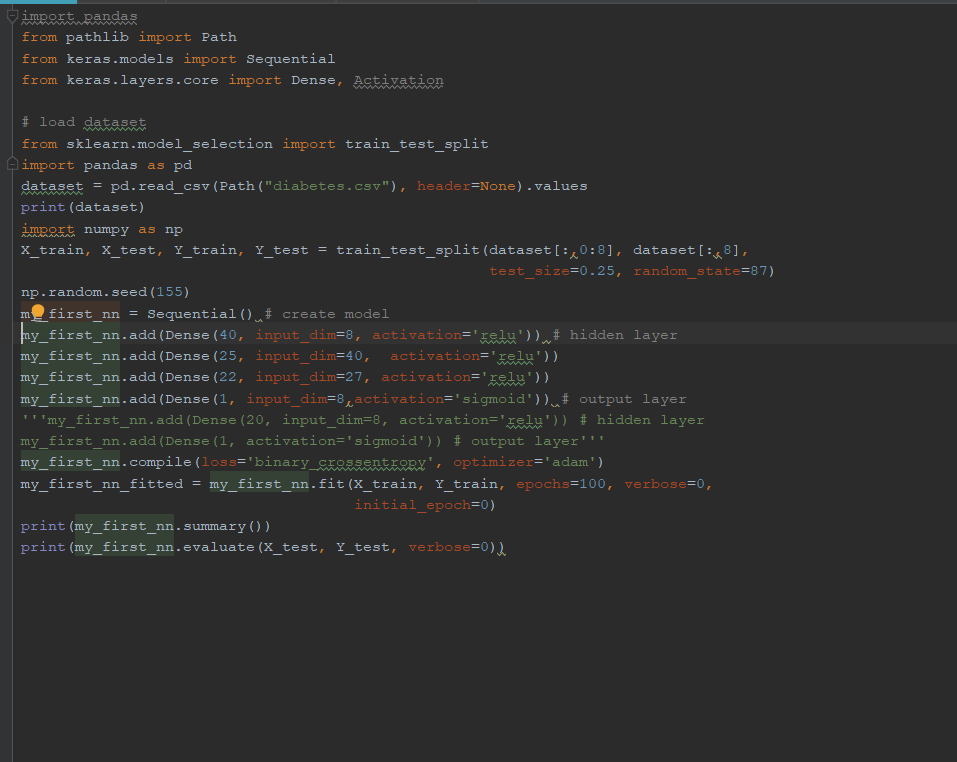 import pandas
from pathlib import Path
from keras.models import Sequential
from keras.layers.core import Dense, Activation
# load dataset
from sklearn.model_selection import train_test_split
import pandas as pd
dataset = pd.read_csv(Path("diabetes.csv"), header=None).values
print(dataset)
import numpy as np
X_train, X_test, Y_train, Y_test = train_test_split(dataset[:,0:8], dataset[:,8],
test_size=0.25, random_state=87)
np.random.seed(155)
my_first_nn = Sequential() # create model
my_first_nn.add(Dense(40, input_dim=8, activation='relu')) # hidden layer
my_first_nn.add(Dense(25, input_dim=40,  activation='relu'))
my_first_nn.add(Dense(22, input_dim=27, activation='relu'))
my_first_nn.add(Dense(1, input_dim=8,activation='sigmoid')) # output layer
'''my_first_nn.add(Dense(20, input_dim=8, activation='relu')) # hidden layer
my_first_nn.add(Dense(1, activation='sigmoid')) # output layer'''
my_first_nn.compile(loss='binary_crossentropy', optimizer='adam')
my_first_nn_fitted = my_first_nn.fit(X_train, Y_train, epochs=100, verbose=0,
initial_epoch=0)
print(my_first_nn.summary())
print(my_first_nn.evaluate(X_test, Y_test, verbose=0))